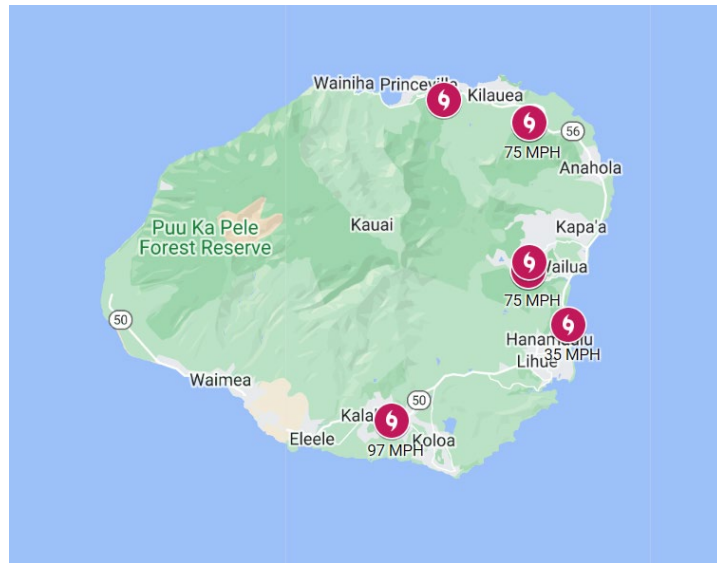 Wainiha
Princeville
Kilauea
75 MPH
56
Anahola
Kauai
Kapa'a
Puu Ka Pele
Forest Reserve
Wailua
75 MPH
50
Hanamaulu
35 MPH
Lihue
Waimea
50
Eleele
97 MPH
Koloa